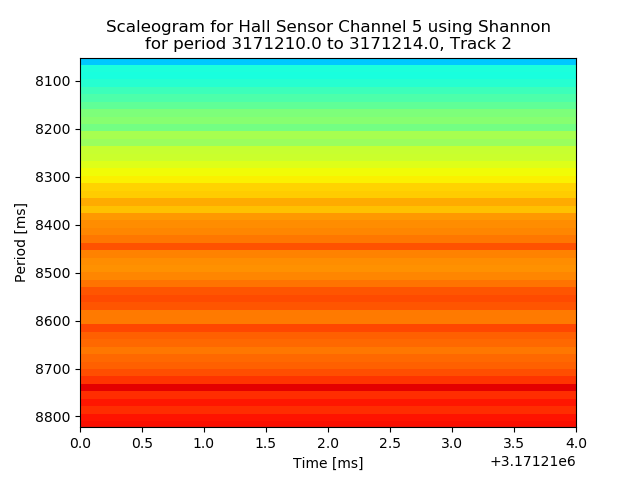 Scaleogram for Hall Sensor Channel 5 using Shannon
for period 3171210.0 to 3171214.0, Track 2
8100
8200
8300
8400
8500
8600
8700
8800
Period [ms]
0.0 0.5 1.0 1.5 2.0 2.5 3.0 3.5 4.0
Time [ms]
+3.17121e6